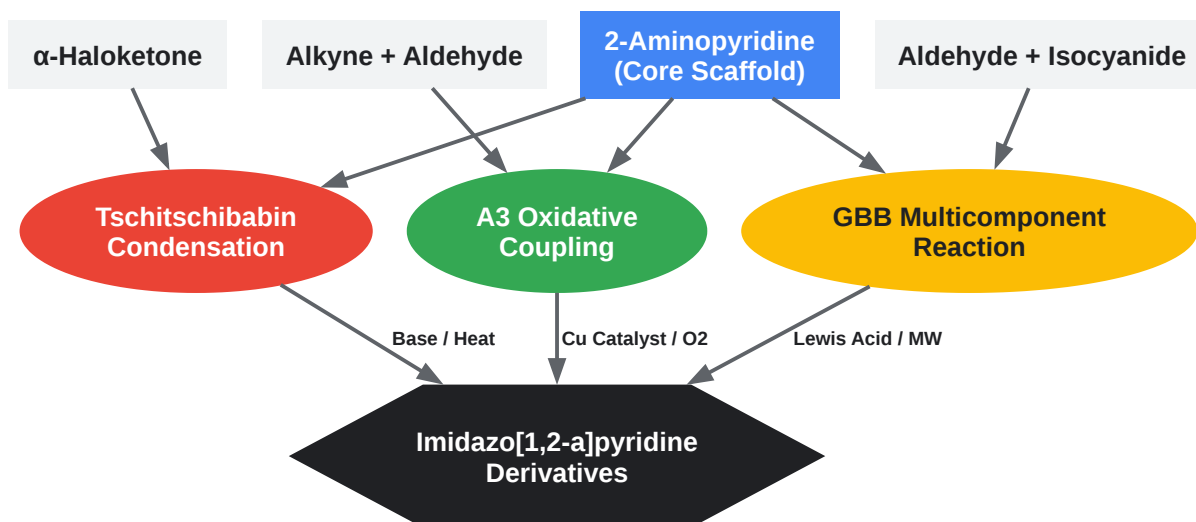 α-Haloketone
Alkyne + Aldehyde
2-Aminopyridine
(Core Scaffold)
Aldehyde + Isocyanide
Tschitschibabin
Condensation
A3 Oxidative
Coupling
GBB Multicomponent
Reaction
Base / Heat
Cu Catalyst / O2
Lewis Acid / MW
Imidazo[1,2-a]pyridine
Derivatives